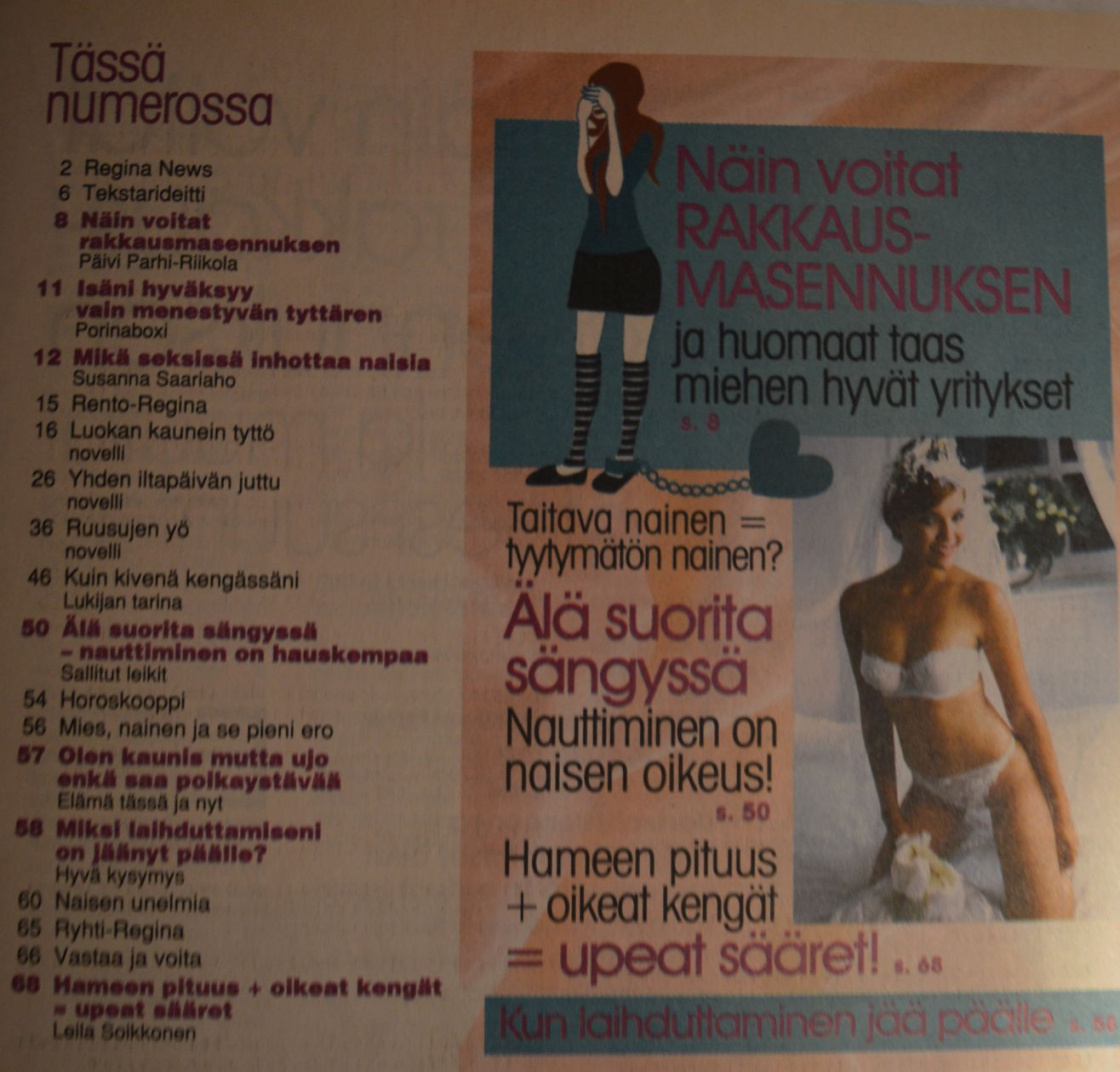 Tässä
numerossa
2 Regina News
6 Tekstarideitti
8 Näin voitat
rakkausmasennuksen
Päivi Parhi-Riikola
11 Isäni hyväksyy
vain menestyvän tyttären
Porinaboxi
12 Mikä seksissä inhottaa naisia
Susanna Saariaho
15 Rento-Regina
16 Luokan kaunein tyttö
novelli
26 Yhden iltapäivän juttu
novelli
36 Ruusujen yö
novelli
46 Kuin kivenä kengässäni
Lukijan tarina
50 Älä suorita sängyssä
– nauttiminen on hauskempaa
Sallitut leikit
54 Horoskooppi
56 Mies, nainen ja se pieni ero
57 Olen kaunis mutta ujo
enkä saa poikaystävää
Elämä tässä ja nyt
58 Miksi laihduttamiseni
on jäänyt päälle?
Hyvä kysymys
60 Naisen unelmia
65 Ryhti-Regina
66 Vastaa ja voita
68 Hameen pituus + oikeat kengät
= upeat sääret
Leila Soikkonen
Näin voitat
RAKKAUS-
MASENNUKSEN
ja huomaat taas
miehen hyvät yritykset
s. 8
Taitava nainen =
tyytymätön nainen?
Älä suorita
sängyssä
Nauttiminen on
naisen oikeus!
s. 50
Hameen pituus
+ oikeat kengät
= upeat sääret! s. 68
Kun laihduttaminen jää päälle s.